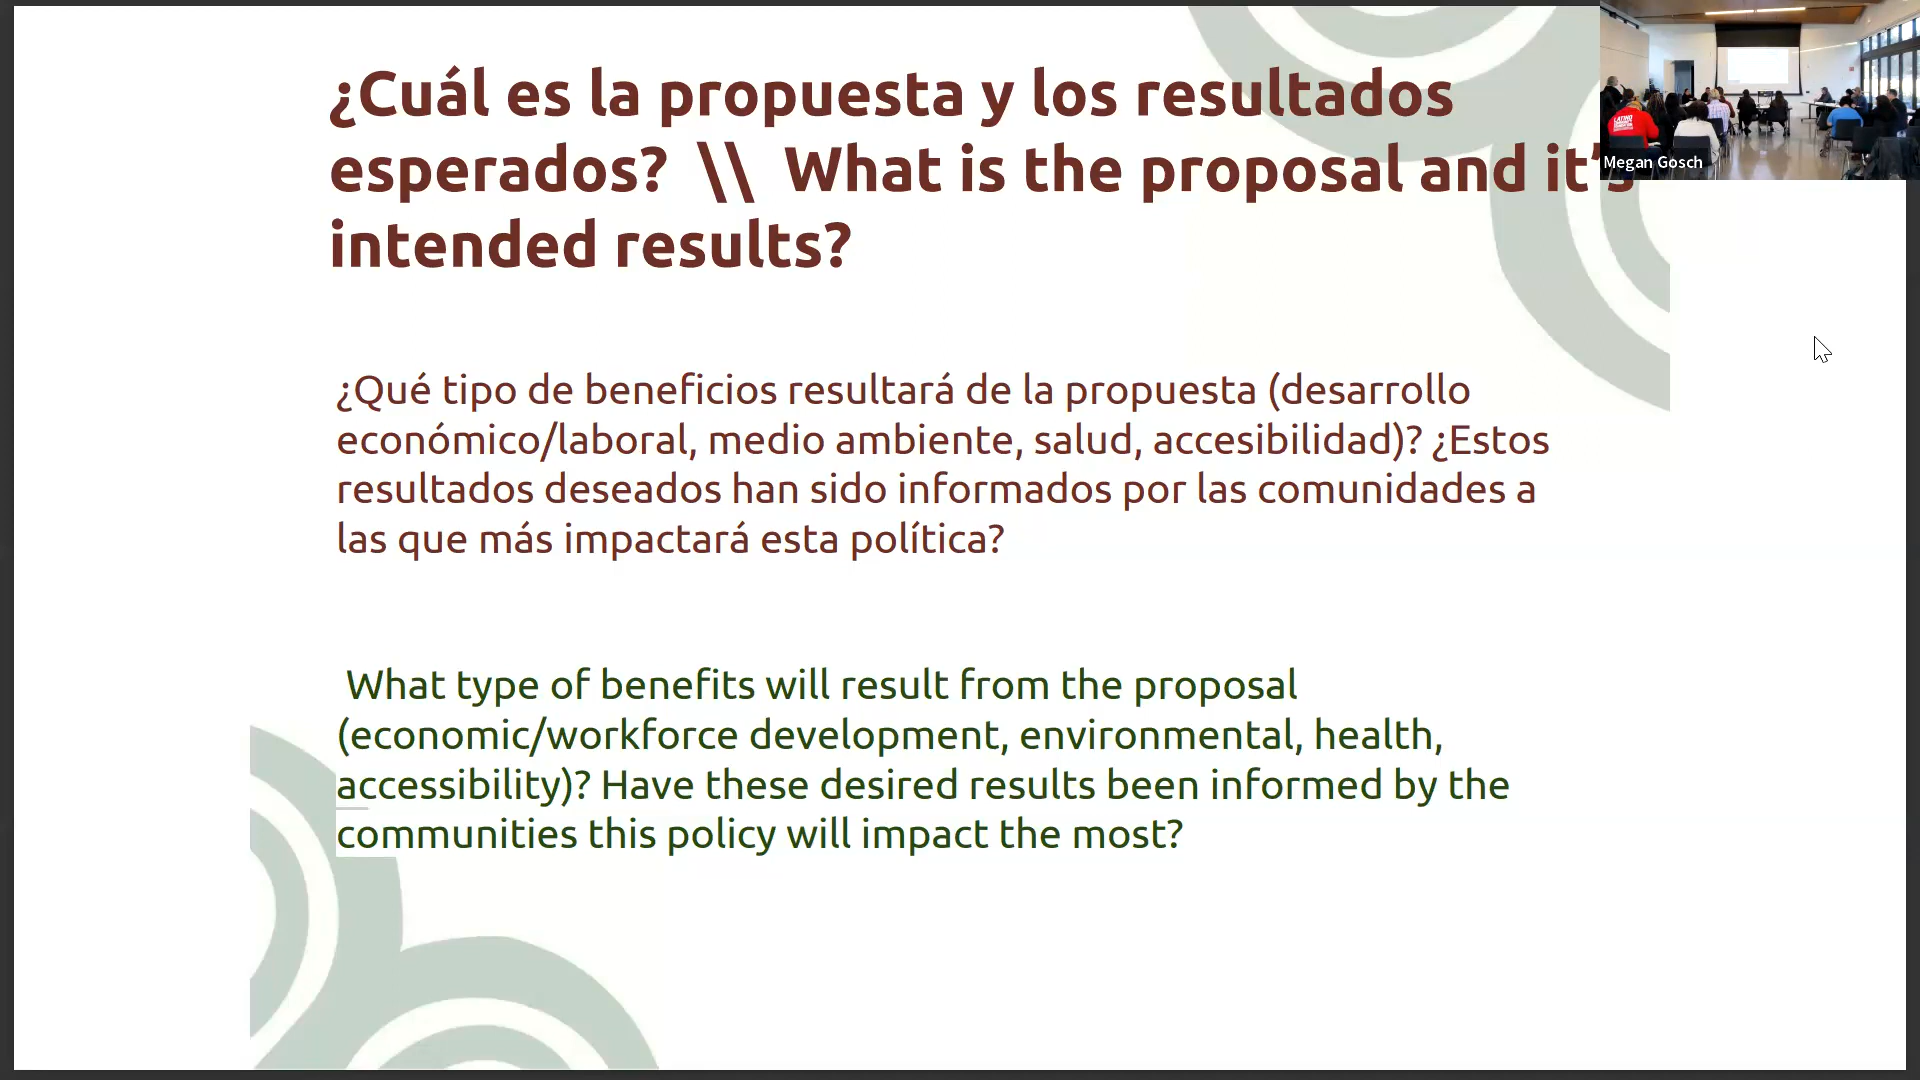 ¿Cuál es la propuesta y los resultados
esperados? \\ What is the proposal and it's
intended results?
LATINO
Megan Gosch
¿Qué tipo de beneficios resultará de la propuesta (desarrollo
económico/laboral, medio ambiente, salud, accesibilidad)? ¿Estos
resultados deseados han sido informados por las comunidades a
las que más impactará esta política?
What type of benefits will result from the proposal
(economic/workforce development, environmental, health,
accessibility)? Have these desired results been informed by the
communities this policy will impact the most?